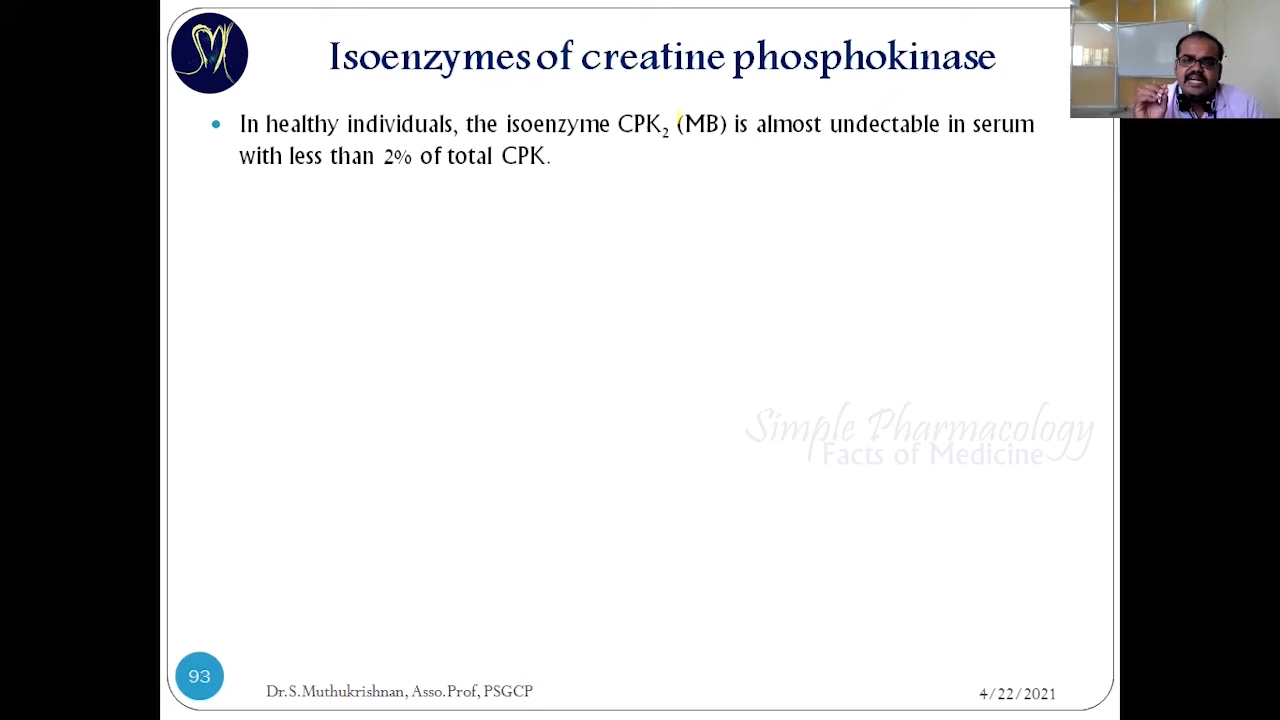 SMK
Isoenzymes of creatine phosphokinase
• In healthy individuals, the isoenzyme CPK₂ (MB) is almost undectable in serum
with less than 2% of total CPK.
Simple Pharmacology
Facts of Medicine
93
Dr.S.Muthukrishnan, Asso.Prof, PSGCP
4/22/2021